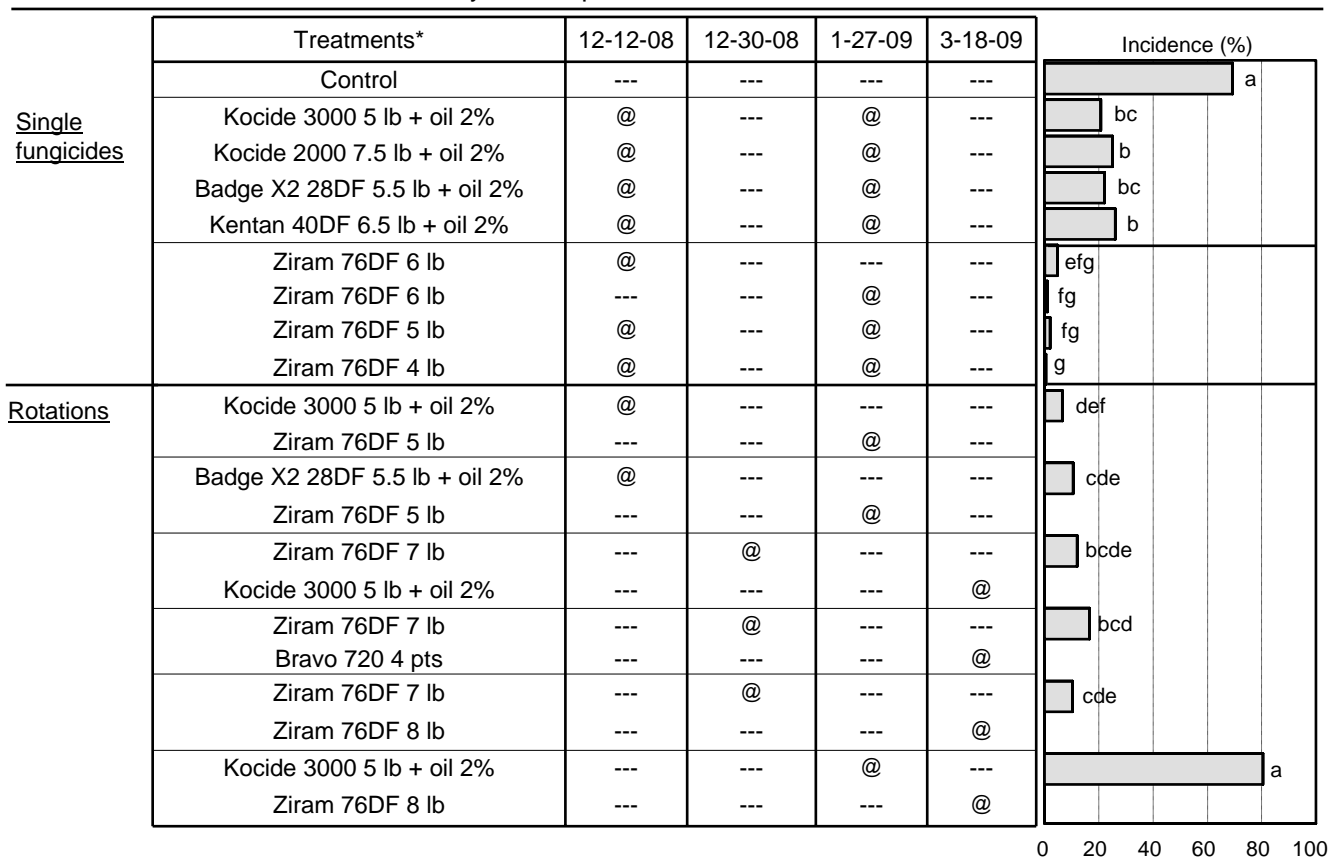 Treatments* 12-12-08 12-30-08 1-27-09 3-18-09 Incidence (%)
Control --- --- --- --- a
Single
fungicides
Kocide 3000 5 lb + oil 2% @ --- @ --- bc
Kocide 2000 7.5 lb + oil 2% @ --- @ --- b
Badge X2 28DF 5.5 lb + oil 2% @ --- @ --- bc
Kentan 40DF 6.5 lb + oil 2% @ --- @ --- b
Ziram 76DF 6 lb @ --- --- --- efg
Ziram 76DF 6 lb --- --- @ --- fg
Ziram 76DF 5 lb @ --- @ --- fg
Ziram 76DF 4 lb @ --- @ --- g
Rotations
Kocide 3000 5 lb + oil 2% @ --- --- --- def
Ziram 76DF 5 lb --- --- @ ---
Badge X2 28DF 5.5 lb + oil 2% @ --- --- --- cde
Ziram 76DF 5 lb --- --- @ ---
Ziram 76DF 7 lb --- @ --- --- bcde
Kocide 3000 5 lb + oil 2% --- --- --- @
Ziram 76DF 7 lb --- @ --- --- bcd
Bravo 720 4 pts --- --- --- @
Ziram 76DF 7 lb --- @ --- --- cde
Ziram 76DF 8 lb --- --- --- @
Kocide 3000 5 lb + oil 2% --- --- @ --- a
Ziram 76DF 8 lb --- --- --- @
0 20 40 60 80 100